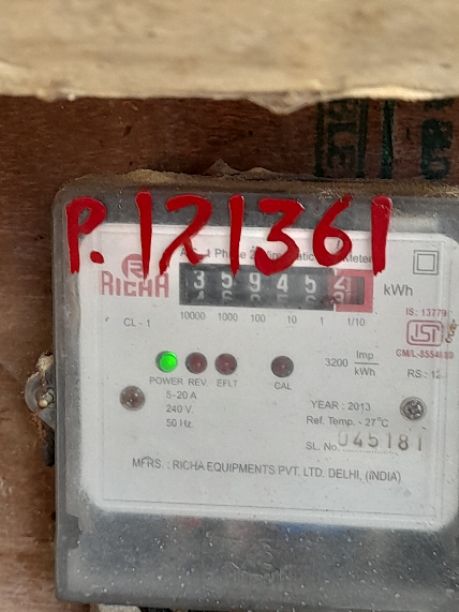 P.121361
RICHA
3 5 9 4 5 2
kWh
10000 1000 100 10 1 1/10
CL - 1
IS: 13779
ISI
3200 Imp/kWh
RS: 12
POWER REV. EFLT CAL
5-20 A
240 V.
50 Hz.
YEAR : 2013
Ref. Temp. - 27°C
SL. No. 045181
MFRS. : RICHA EQUIPMENTS PVT. LTD. DELHI, (INDIA)